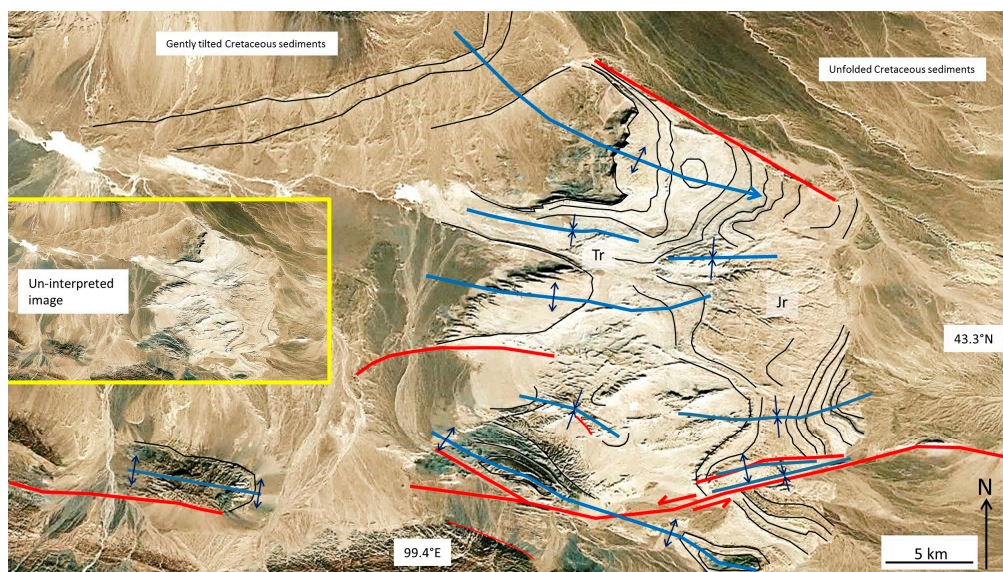 Gently tilted Cretaceous sediments
Unfolded Cretaceous sediments
Un-interpreted
image
Tr
Jr
43.3°N
99.4°E
N
5 km